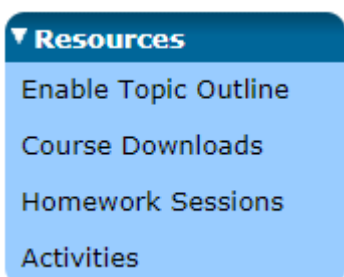 Resources
Enable Topic Outline
Course Downloads
Homework Sessions
Activities